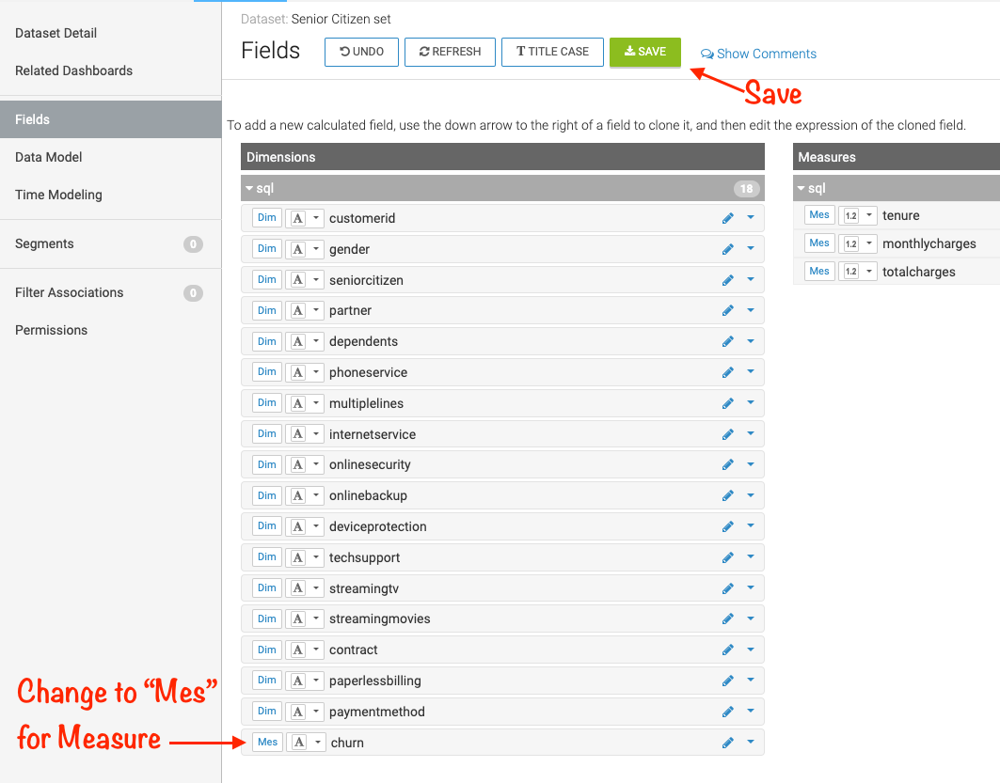 Dataset Detail
Related Dashboards
Fields
Data Model
Time Modeling
Segments 0
Filter Associations 0
Permissions
Dataset: Senior Citizen set
Fields UNDO REFRESH T TITLE CASE SAVE Show Comments
Save
To add a new calculated field, use the down arrow to the right of a field to clone it, and then edit the expression of the cloned field.
Dimensions
sql 18
Dim A customerid
Dim A gender
Dim A seniorcitizen
Dim A partner
Dim A dependents
Dim A phoneservice
Dim A multiplelines
Dim A internetservice
Dim A onlinesecurity
Dim A onlinebackup
Dim A deviceprotection
Dim A techsupport
Dim A streamingtv
Dim A streamingmovies
Dim A contract
Dim A paperlessbilling
Dim A paymentmethod
Mes A churn
Measures
sql
Mes 1.2 tenure
Mes 1.2 monthlycharges
Mes 1.2 totalcharges
Change to “Mes”
for Measure